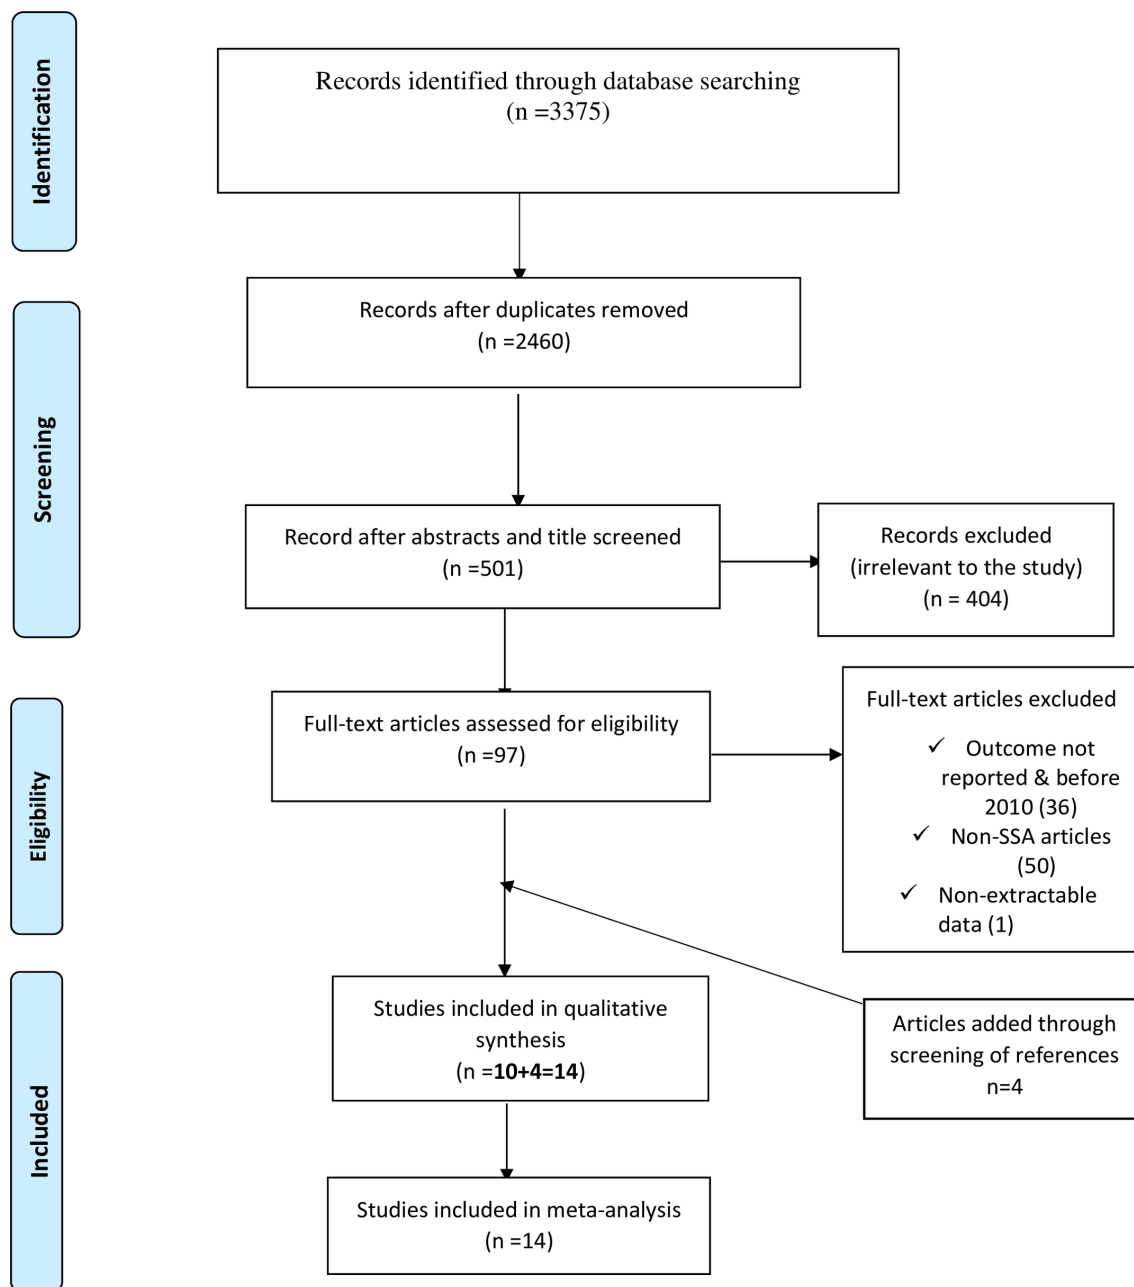 Identification
Records identified through database searching
(n =3375)
Records after duplicates removed
(n =2460)
Screening
Record after abstracts and title screened
(n =501)
Records excluded
(irrelevant to the study)
(n = 404)
Eligibility
Full-text articles assessed for eligibility
(n =97)
Full-text articles excluded
✓ Outcome not
reported & before
2010 (36)
✓ Non-SSA articles
(50)
✓ Non-extractable
data (1)
Included
Studies included in qualitative
synthesis
(n =10+4=14)
Articles added through
screening of references
n=4
Studies included in meta-analysis
(n =14)